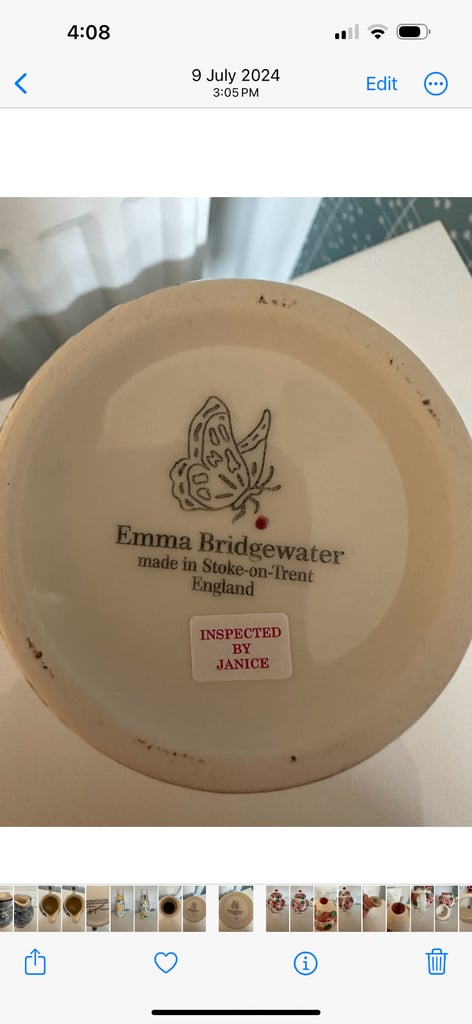 4:08
9 July 2024
3:05 PM
Edit
Emma Bridgewater
made in Stoke-on-Trent
England
INSPECTED
BY
JANICE